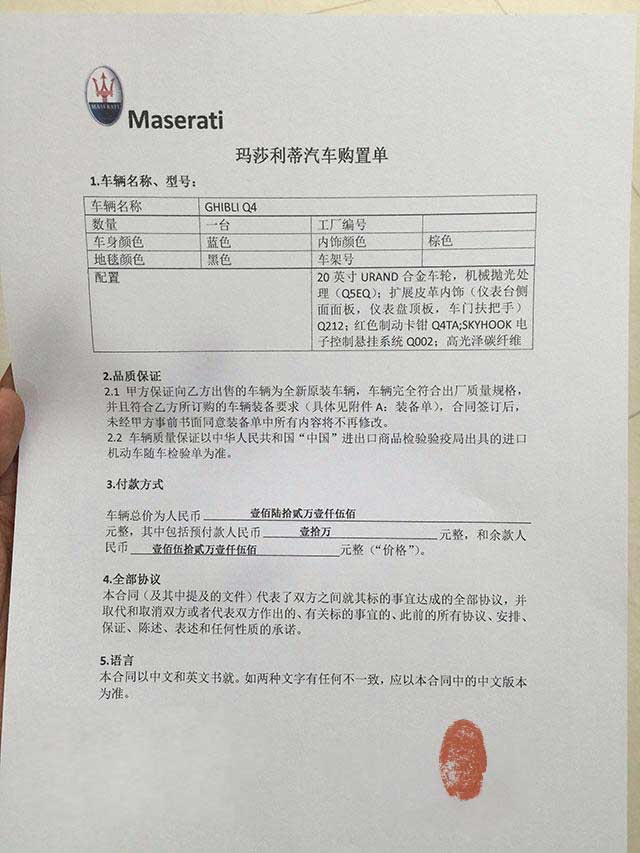 MASERATI
Maserati
玛莎利蒂汽车购置单
1.车辆名称、型号:
车辆名称 GHIBLI Q4
数量 一台 工厂编号
车身颜色 蓝色 内饰颜色 棕色
地毯颜色 黑色 车架号
配置 20 英寸 URAND 合金车轮，机械抛光处
理（Q5EQ）；扩展皮革内饰（仪表台侧
面面板，仪表盘顶板，车门扶把手）
Q212；红色制动卡钳 Q4TA;SKYHOOK 电
子控制悬挂系统 Q002；高光泽碳纤维
2.品质保证
2.1 甲方保证向乙方出售的车辆为全新原装车辆，车辆完全符合出厂质量规格，
并且符合乙方所订购的车辆装备要求（具体见附件 A：装备单），合同签订后，
未经甲方事前书面同意装备单中所有内容将不再修改。
2.2 车辆质量保证以中华人民共和国“中国”进出口商品检验验疫局出具的进口
机动车随车检验单为准。
3.付款方式
车辆总价为人民币 壹佰陆拾贰万壹仟伍佰
元整，其中包括预付款人民币 壹拾万 元整，和余款人
民币 壹佰伍拾贰万壹仟伍佰 元整（“价格”）。
4.全部协议
本合同（及其中提及的文件）代表了双方之间就其标的事宜达成的全部协议，并
取代和取消双方或者代表双方作出的、有关标的事宜的、此前的所有协议、安排、
保证、陈述、表述和任何性质的承诺。
5.语言
本合同以中文和英文书就。如两种文字有任何不一致，应以本合同中的中文版本
为准。